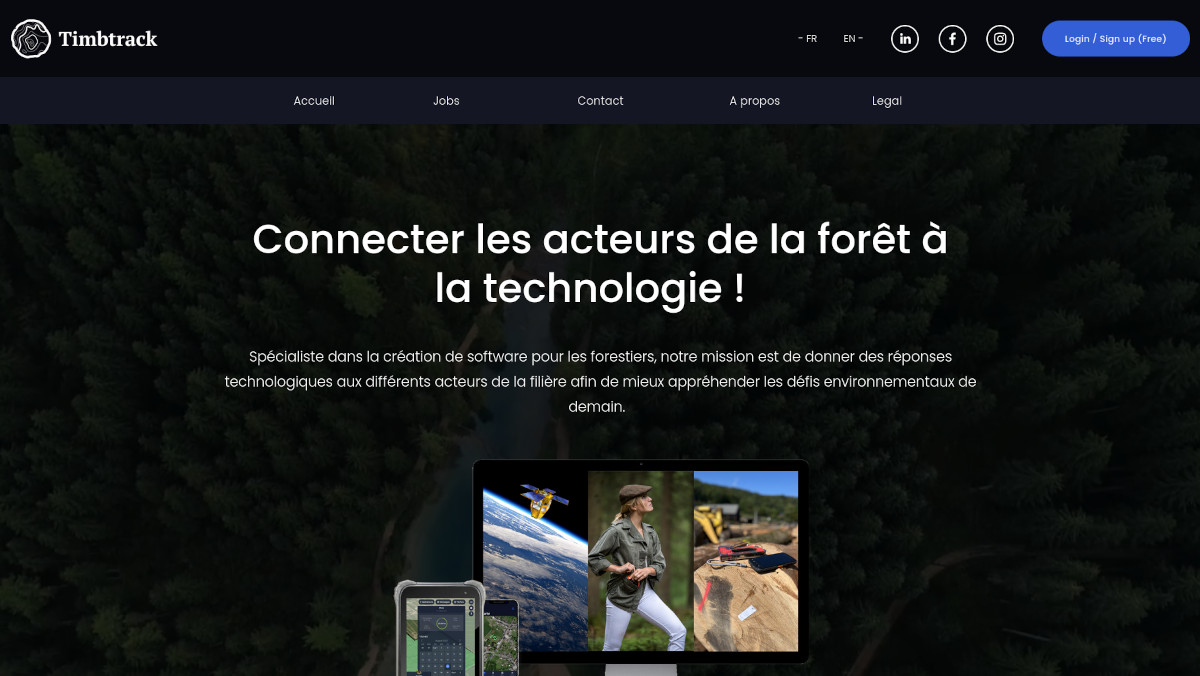 Timbtrack
- FR
EN -
Login / Sign up (Free)
Accueil
Jobs
Contact
A propos
Legal
Connecter les acteurs de la forêt à
la technologie !
Spécialiste dans la création de software pour les forestiers, notre mission est de donner des réponses
technologiques aux différents acteurs de la filière afin de mieux appréhender les défis environnementaux de
demain.